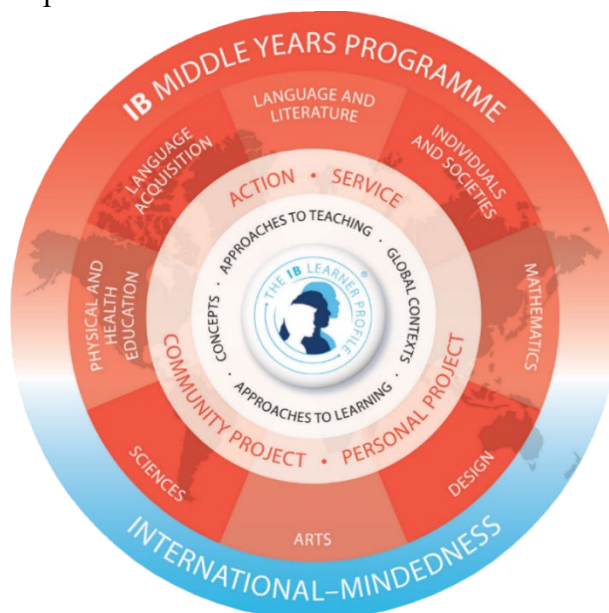 IB MIDDLE YEARS PROGRAMME
LANGUAGE AND
LITERATURE
INDIVIDUALS
AND SOCIETIES
MATHEMATICS
DESIGN
ARTS
SCIENCES
PHYSICAL AND
HEALTH
EDUCATION
LANGUAGE
ACQUISITION
ACTION • SERVICE
PERSONAL PROJECT
•
COMMUNITY PROJECT
APPROACHES TO TEACHING ·
GLOBAL CONTEXTS ·
APPROACHES TO LEARNING ·
CONCEPTS ·
· THE IB LEARNER PROFILE ·
®
INTERNATIONAL–MINDEDNESS